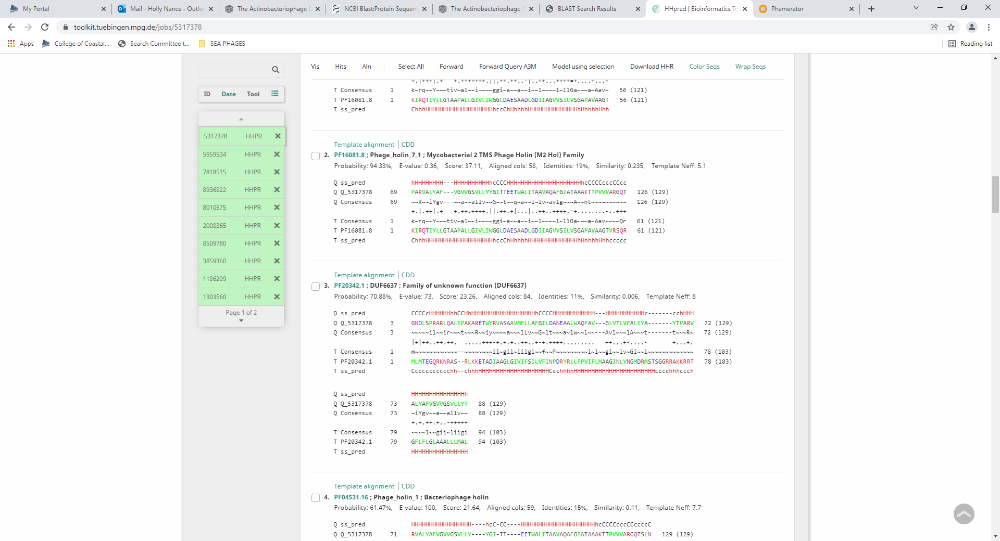 My Portal
Mail - Holly Nance - Outlo
The Actinobacteriophage D
NCBI Blast:Protein Sequen
The Actinobacteriophage D
BLAST Search Results
HHpred | Bioinformatics To
Phamerator
toolkit.tuebingen.mpg.de/jobs/5317378
Apps
College of Coastal...
Search Committee t...
SEA PHAGES
Reading list
Vis Hits Aln Select All Forward Forward Query A3M Model using selection Download HHR Color Seqs Wrap Seqs
ID Date Tool
5317378 HHPR
5959534 HHPR
7818515 HHPR
8936822 HHPR
8010575 HHPR
2008365 HHPR
8509780 HHPR
3859360 HHPR
1186209 HHPR
1303560 HHPR
Page 1 of 2
+.|+++|.+   +.+++++++.||.++.++..-|..++...++++=+....+...+
T Consensus 1 k~rq~~Y~~~tiv~al~~i~~~~ggi~a~~a~~i~~l~~~~l~llGa~~~a~Aav~ 56 (121)
T PF16081.8 1 KIRQTIYLLGTAAPALLGIVLIWGGLDAESAADLGDIIAGVVSILVSGAPAVAAGT 56 (121)
T ss_pred ChhhHHHHHHHHHHHHHHHHHHHhccChHhhhhHHHHHHHHHHHHHHHhHhhhhHhh
Template alignment | CDD
2. PF16081.8 ; Phage_holin_7_1 ; Mycobacterial 2 TMS Phage Holin (M2 Hol) Family
Probability: 94.33%, E-value: 0.36, Score: 37.11, Aligned cols: 58, Identities: 19%, Similarity: 0.235, Template Neff: 5.1
Q ss_pred hHHHHHHHH---HHHHHHHHHHhcCCCHHHHHHHHHHHHHHHHHHHHHhcCCCCcccCCcc
Q Q_5317378 69 PARVALYAF---VGVVGSVLLYYGITTEETWALITAAVAQAFGIATAAAKTTPVVVARGQT 126 (129)
Q Consensus 69 ~~R~~iYgv---~~a~~allv~~G~~t~~q~a~~l~lv~avlg~~~A~~nt~~~~~~~~~~ 126 (129)
+.|.++|.+   +.++.++++.||.++.+|...|..++..++++.=+........-..+++
T Consensus 1 k~rq~~Y~~~tiv~al~~i~~~~ggi~a~~a~~i~~l~~~~l~llGa~~~a~Aav~~~~Qr 61 (121)
T PF16081.8 1 KIRQTIYLLGTAAPALLGIVLIWGGLDAESAADLGDIIAGVVSILVSGAPAVAAGTVRSQR 61 (121)
T ss_pred ChhhHHHHHHHHHHHHHHHHHHHhccChHhhhhHHHHHHHHHHHHHHHhHhhhhHhhccccc
Template alignment | CDD
3. PF20342.1 ; DUF6637 ; Family of unknown function (DUF6637)
Probability: 70.88%, E-value: 73, Score: 23.26, Aligned cols: 84, Identities: 11%, Similarity: 0.006, Template Neff: 8
Q ss_pred CCCCcHHHHHHhhCCHhHHHHHHHHHHHHHHHHHHhCCCCHHHHHHHHHHHH---HHHHHHHHHHHc-------cchHHH
Q Q_5317378 3 GNDLSPRARLQALIPAKARETWYRVASAAVMFLLAFGILDANEAALWAQFAV---GLVTLVFALIYA-------YTPARV 72 (129)
Q Consensus 3 ~~~~~il~~ir~~~t~~~R~~iy~~~~a~~~lLv~~G~lt~~~a~lw~~l~~---Avl~~~lA~~~t-------t~~~R~ 72 (129)
|+|++..++.++.  .....+++-+.+.+..++..+-+.++++.........   ++...+-....-       +...+.
T Consensus 1 m~~~~~~~~~~~~~--~~~~~~~~~ii~gil~iilgi~~f~~P~~~~~~~~~i~l~~gi~~lv~Gi~~l~~~~~~~~~~~~~~ 78 (103)
T PF20342.1 1 MLMTEGQRKNRAS--RLKKETADIAAGLGIVIFSILVFINPDRYRLLFPVIFLMAAGINLVNGMDRMSTSGGRRAKKRRT 78 (103)
T ss_pred Ccccccccccchh--chhhHHHHHHHHHHHHHHHHHHHHCcchhhhHHHHHHHHHHHHHHHHHHHHHHHHcccchhhccch
Q ss_pred HHHHHHHHHHHHHHHh
Q Q_5317378 73 ALYAFVGVVGSVLLYY 88 (129)
Q Consensus 73 ~iYgv~~a~~allv~~ 88 (129)
+.+.++.+..-+++++
T Consensus 79 ~~~~l~~gii~liigi 94 (103)
T PF20342.1 79 GFLFLGLAAALLLMAL 94 (103)
T ss_pred HHHHHHHHHHHHHHHH
Template alignment | CDD
4. PF04531.16 ; Phage_holin_1 ; Bacteriophage holin
Probability: 61.47%, E-value: 100, Score: 21.64, Aligned cols: 59, Identities: 15%, Similarity: 0.11, Template Neff: 7.7
Q ss_pred HHHHHHHHHHHHHHHHH----hcC-CC----HHHHHHHHHHHHHHHHHHHHHhcCCCCcccCCccccC
Q Q_5317378 71 RVALYAFVGVVGSVLLY----YGI-TT----EETWALITAAVAQAFGIATAAAKTTPVVVARGQTSLN 129 (129)